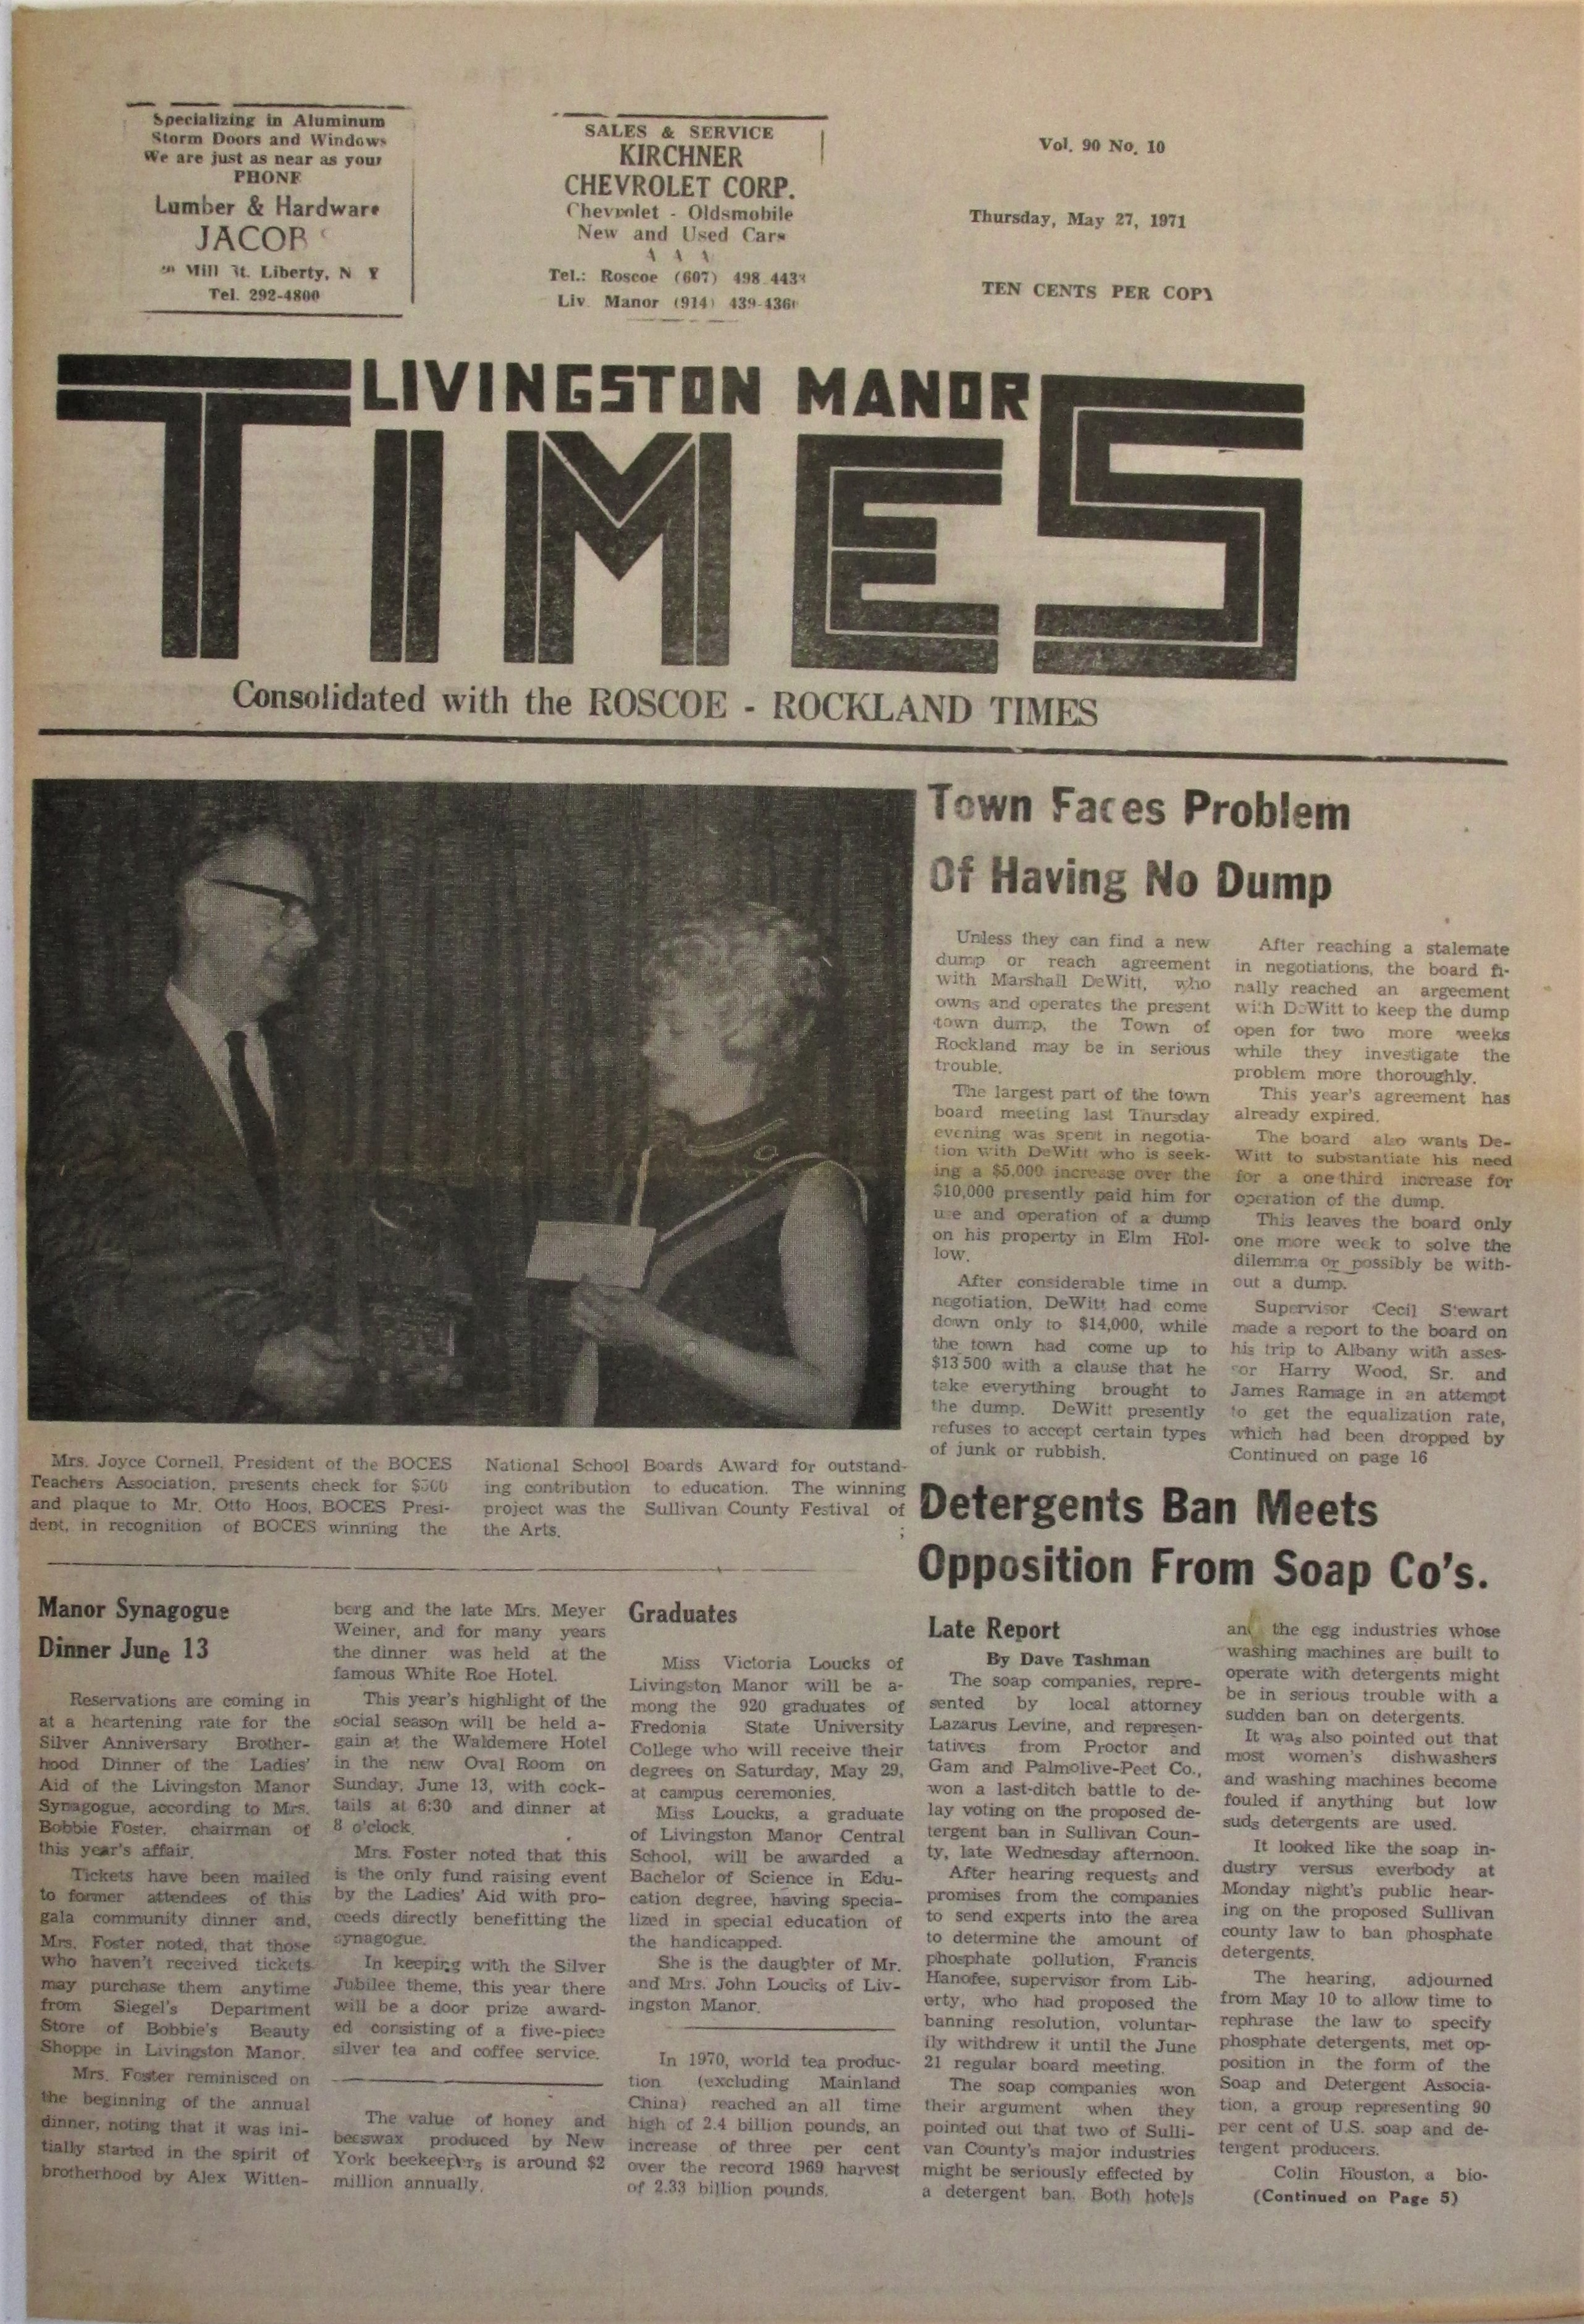 Specializing in Aluminum
Storm Doors and Windows
We are just as near as your
PHONE
Lumber & Hardware
JACOB
Mill St. Liberty, N Y
Tel. 292-4800
SALES & SERVICE
KIRCHNER
CHEVROLET CORP.
Chevrolet - Oldsmobile
New and Used Cars
Tel.: Roscoe (607) 498-4433
Liv. Manor (914) 439-4360
Vol. 90 No. 10
Thursday, May 27, 1971
TEN CENTS PER COPY
LIVINGSTON MANOR
TIMES
Consolidated with the ROSCOE - ROCKLAND TIMES
Mrs. Joyce Cornell, President of the BOCES
Teachers Association, presents check for $500
and plaque to Mr. Otto Hoos, BOCES Presi-
dent, in recognition of BOCES winning the
National School Boards Award for outstand-
ing contribution to education. The winning
project was the Sullivan County Festival of
the Arts.
Town Faces Problem
Of Having No Dump
Unless they can find a new
dump or reach agreement
with Marshall DeWitt, who
owns and operates the present
town dump, the Town of
Rockland may be in serious
trouble.
The largest part of the town
board meeting last Thursday
evening was spent in negotia-
tion with DeWitt who is seek-
ing a $5,000 increase over the
$10,000 presently paid him for
use and operation of a dump
on his property in Elm Hol-
low.
After considerable time in
negotiation, DeWitt had come
down only to $14,000, while
the town had come up to
$13 500 with a clause that he
take everything brought to
the dump. DeWitt presently
refuses to accept certain types
of junk or rubbish.
After reaching a stalemate
in negotiations, the board fi-
nally reached an argeement
with DeWitt to keep the dump
open for two more weeks
while they investigate the
problem more thoroughly.
This year's agreement has
already expired.
The board also wants De-
Witt to substantiate his need
for a one third increase for
operation of the dump.
This leaves the board only
one more week to solve the
dilemma or possibly be with-
out a dump.
Supervisor Cecil Stewart
made a report to the board on
his trip to Albany with asses-
sor Harry Wood, Sr. and
James Ramage in an attempt
to get the equalization rate,
which had been dropped by
Continued on page 16
Manor Synagogue
Dinner June 13
Reservations are coming in
at a heartening rate for the
Silver Anniversary Brother-
hood Dinner of the Ladies'
Aid of the Livingston Manor
Synagogue, according to Mrs.
Bobbie Foster, chairman of
this year's affair.
Tickets have been mailed
to former attendees of this
gala community dinner and,
Mrs. Foster noted, that those
who haven't received tickets
may purchase them anytime
from Siegel's Department
Store of Bobbie's Beauty
Shoppe in Livingston Manor.
Mrs. Foster reminisced on
the beginning of the annual
dinner, noting that it was ini-
tially started in the spirit of
brotherhood by Alex Witten-
berg and the late Mrs. Meyer
Weiner, and for many years
the dinner was held at the
famous White Roe Hotel.
This year's highlight of the
social season will be held a-
gain at the Waldemere Hotel
in the new Oval Room on
Sunday, June 13, with cock-
tails at 6:30 and dinner at
8 o'clock.
Mrs. Foster noted that this
is the only fund raising event
by the Ladies' Aid with pro-
ceeds directly benefitting the
synagogue.
In keeping with the Silver
Jubilee theme, this year there
will be a door prize award-
ed consisting of a five-piece
silver tea and coffee service.
The value of honey and
beeswax produced by New
York beekeepers is around $2
million annually.
Graduates
Miss Victoria Loucks of
Livingston Manor will be a-
mong the 920 graduates of
Fredonia State University
College who will receive their
degrees on Saturday, May 29,
at campus ceremonies.
Miss Loucks, a graduate
of Livingston Manor Central
School, will be awarded a
Bachelor of Science in Edu-
cation degree, having specia-
lized in special education of
the handicapped.
She is the daughter of Mr.
and Mrs. John Loucks of Liv-
ingston Manor.
In 1970, world tea produc-
tion (excluding Mainland
China) reached an all time
high of 2.4 billion pounds, an
increase of three per cent
over the record 1969 harvest
of 2.33 billion pounds.
Detergents Ban Meets
Opposition From Soap Co's.
Late Report
By Dave Tashman
The soap companies, repre-
sented by local attorney
Lazarus Levine, and represen-
tatives from Proctor and
Gam and Palmolive-Peet Co.,
won a last-ditch battle to de-
lay voting on the proposed de-
tergent ban in Sullivan Coun-
ty, late Wednesday afternoon.
After hearing requests and
promises from the companies
to send experts into the area
to determine the amount of
phosphate pollution, Francis
Hanofee, supervisor from Lib-
erty, who had proposed the
banning resolution, voluntar-
ily withdrew it until the June
21 regular board meeting.
The soap companies won
their argument when they
pointed out that two of Sulli-
van County's major industries
might be seriously effected by
a detergent ban. Both hotels
and the egg industries whose
washing machines are built to
operate with detergents might
be in serious trouble with a
sudden ban on detergents.
It was also pointed out that
most women's dishwashers
and washing machines become
fouled if anything but low
suds detergents are used.
It looked like the soap in-
dustry versus everbody at
Monday night's public hear-
ing on the proposed Sullivan
county law to ban phosphate
detergents.
The hearing, adjourned
from May 10 to allow time to
rephrase the law to specify
phosphate detergents, met op-
position in the form of the
Soap and Detergent Associa-
tion, a group representing 90
per cent of U.S. soap and de-
tergent producers.
Colin Houston, a bio-
(Continued on Page 5)